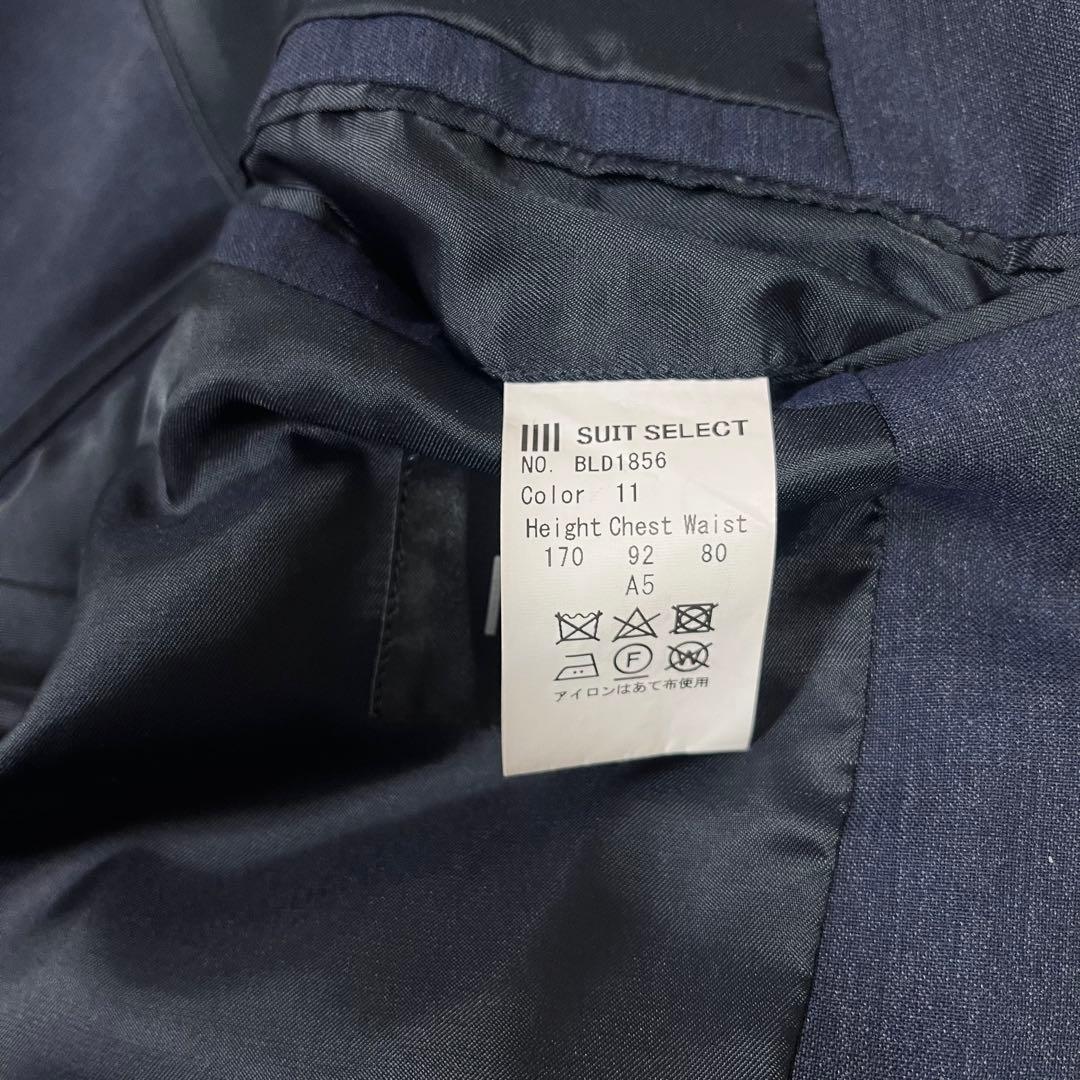 SUIT SELECT
NO. BLD1856
Color 11
Height Chest Waist
170 92 80
A5
F W
アイロンはあて布使用